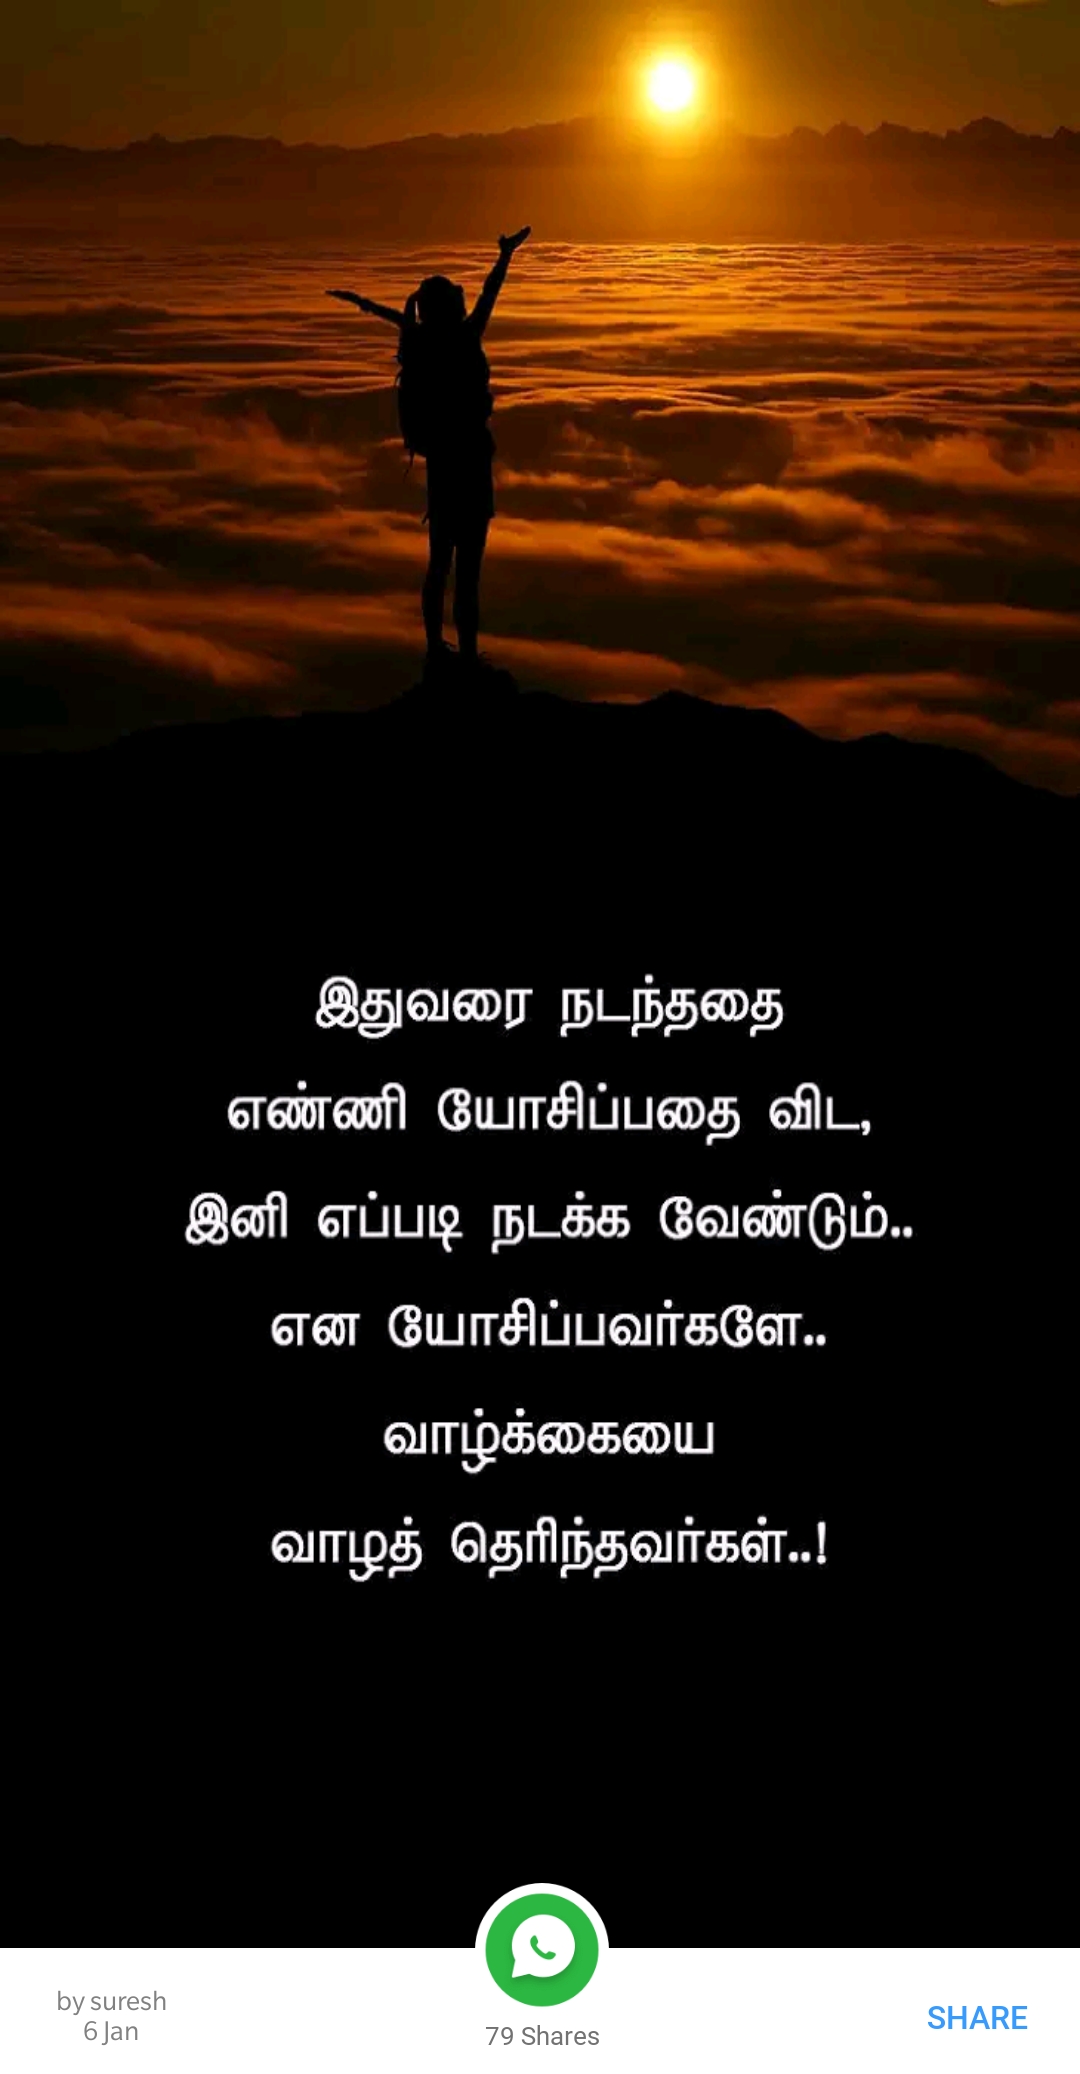 இதுவரை நடந்ததை
எண்ணி யோசிப்பதை விட,
இனி எப்படி நடக்க வேண்டும்..
என யோசிப்பவர்களே..
வாழ்க்கையை
வாழத் தெரிந்தவர்கள்..!
by suresh
6 Jan
79 Shares
SHARE